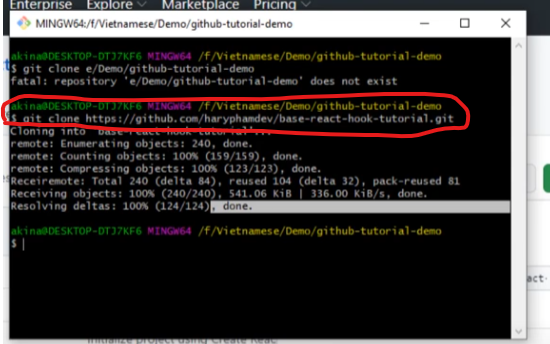 Enterprise Explore Marketplace Pricing
MINGW64:/f/Vietnamese/Demo/github-tutorial-demo
akina@DESKTOP-DTJ7KF6 MINGW64 /f/Vietnamese/Demo/github-tutorial-demo
$ git clone e/Demo/github-tutorial-demo
fatal: repository 'e/Demo/github-tutorial-demo' does not exist
akina@DESKTOP-DTJ7KF6 MINGW64 /f/Vietnamese/Demo/github-tutorial-demo
$ git clone https://github.com/haryphamdev/base-react-hook-tutorial.git
Cloning into 'base-react-hook-tutorial'...
remote: Enumerating objects: 240, done.
remote: Counting objects: 100% (159/159), done.
remote: Compressing objects: 100% (123/123), done.
Receiremote: Total 240 (delta 84), reused 104 (delta 32), pack-reused 81
Receiving objects: 100% (240/240), 541.06 KiB | 336.00 KiB/s, done.
Resolving deltas: 100% (124/124), done.
akina@DESKTOP-DTJ7KF6 MINGW64 /f/Vietnamese/Demo/github-tutorial-demo
$
act-
Initialize project using Create Reac